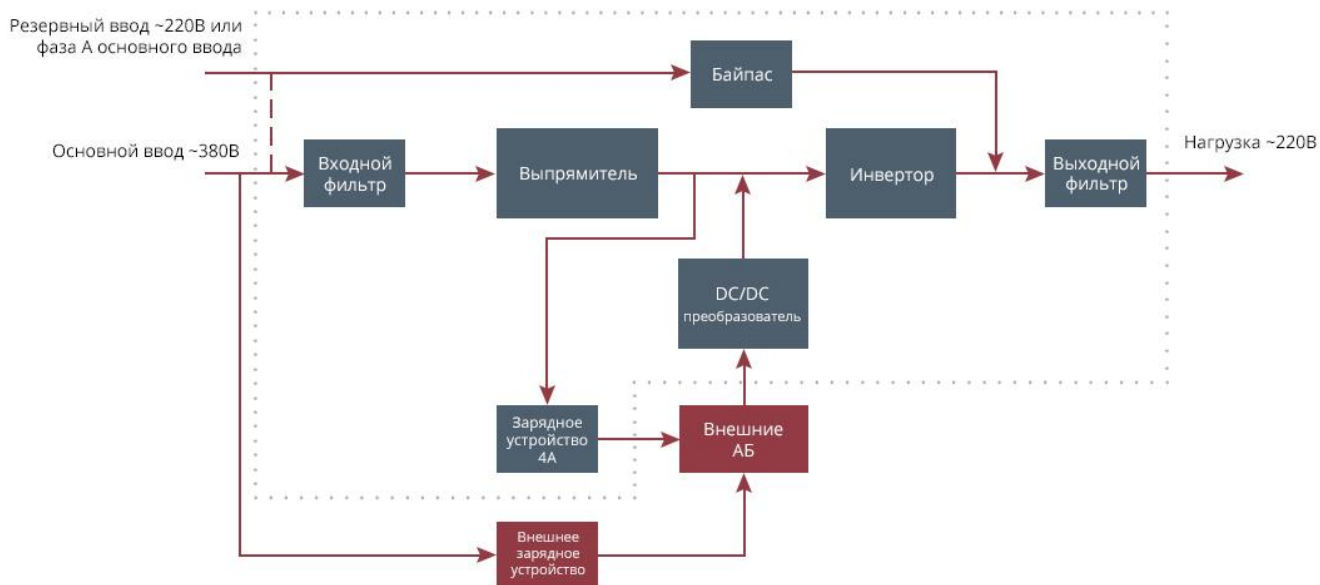 Резервный ввод ~220В или
фаза А основного ввода
Байпас
Основной ввод ~380В
Входной
фильтр
Выпрямитель
Инвертор
Выходной
фильтр
Нагрузка ~220В
DC/DC
преобразователь
Зарядное
устройство
4А
Внешние
АБ
Внешнее
зарядное
устройство